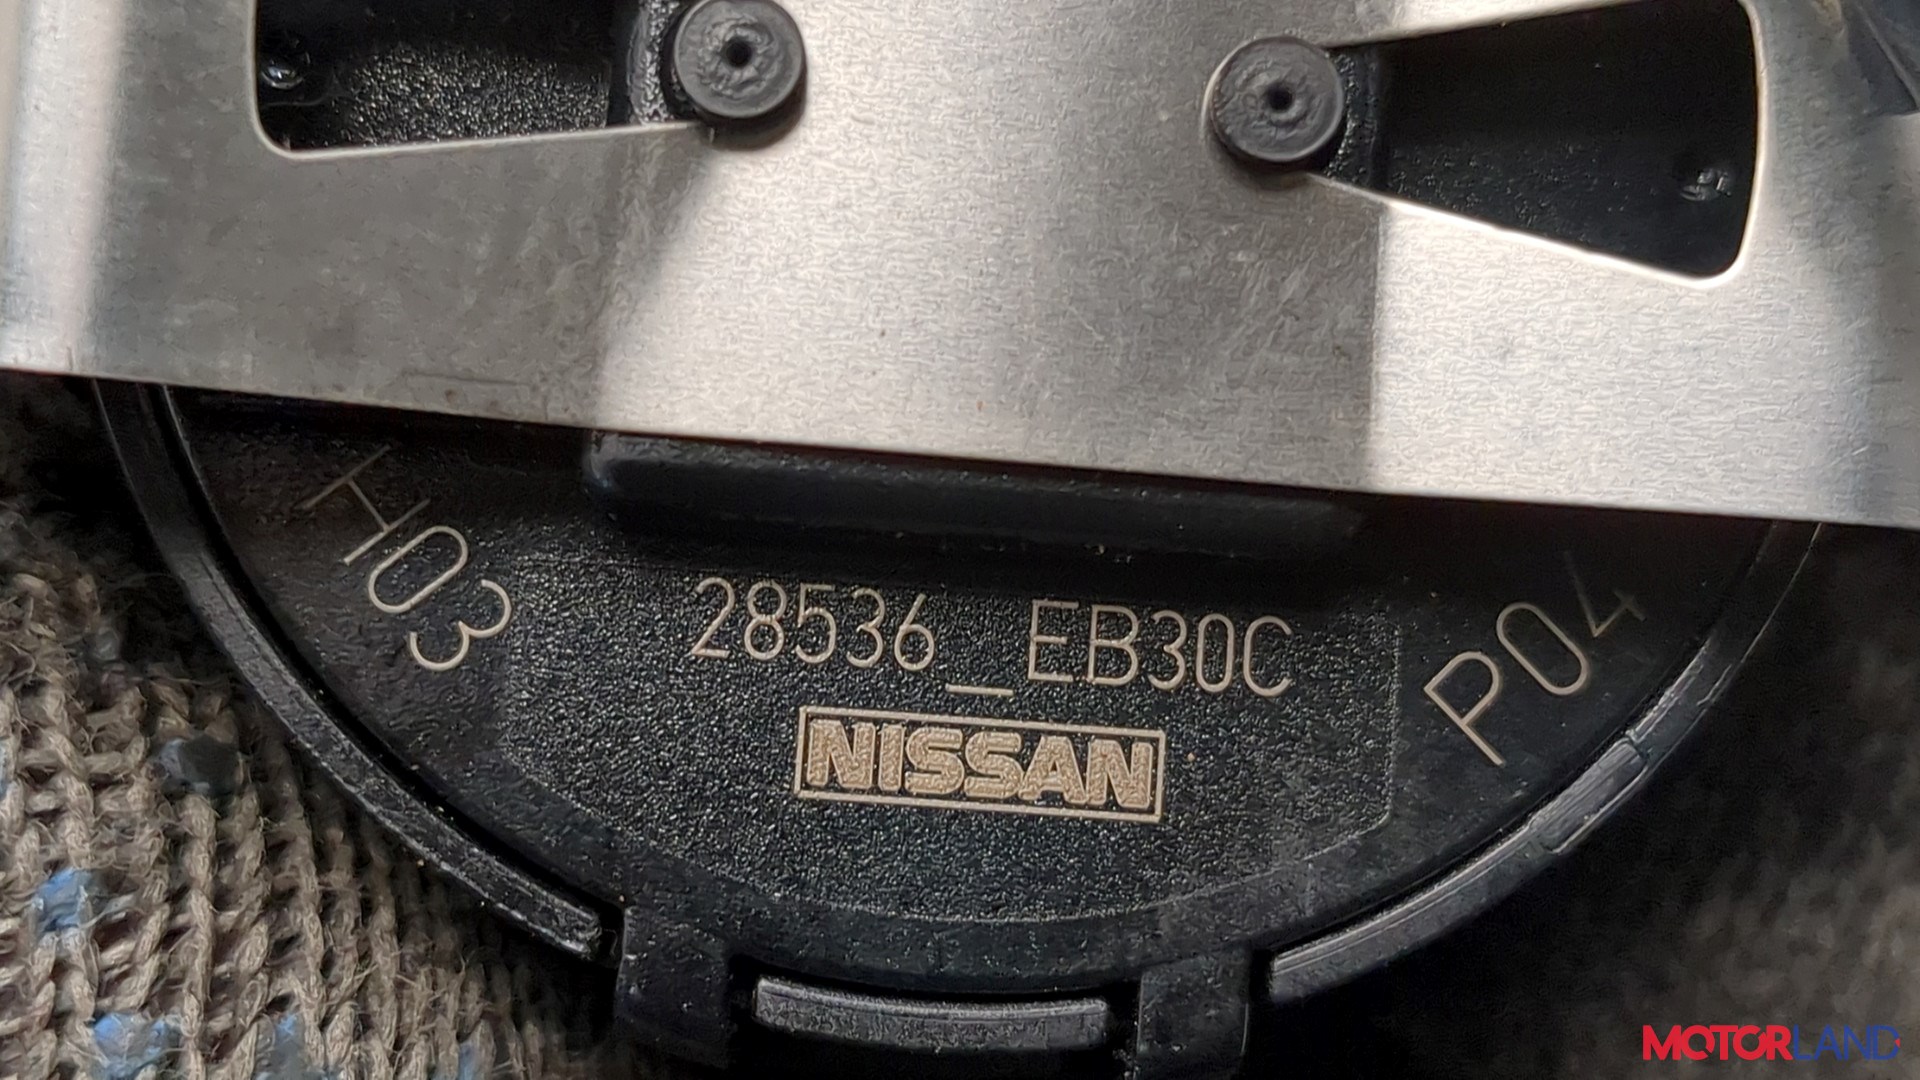 H03
28536_EB30C
P04
NISSAN
MOTORLAND